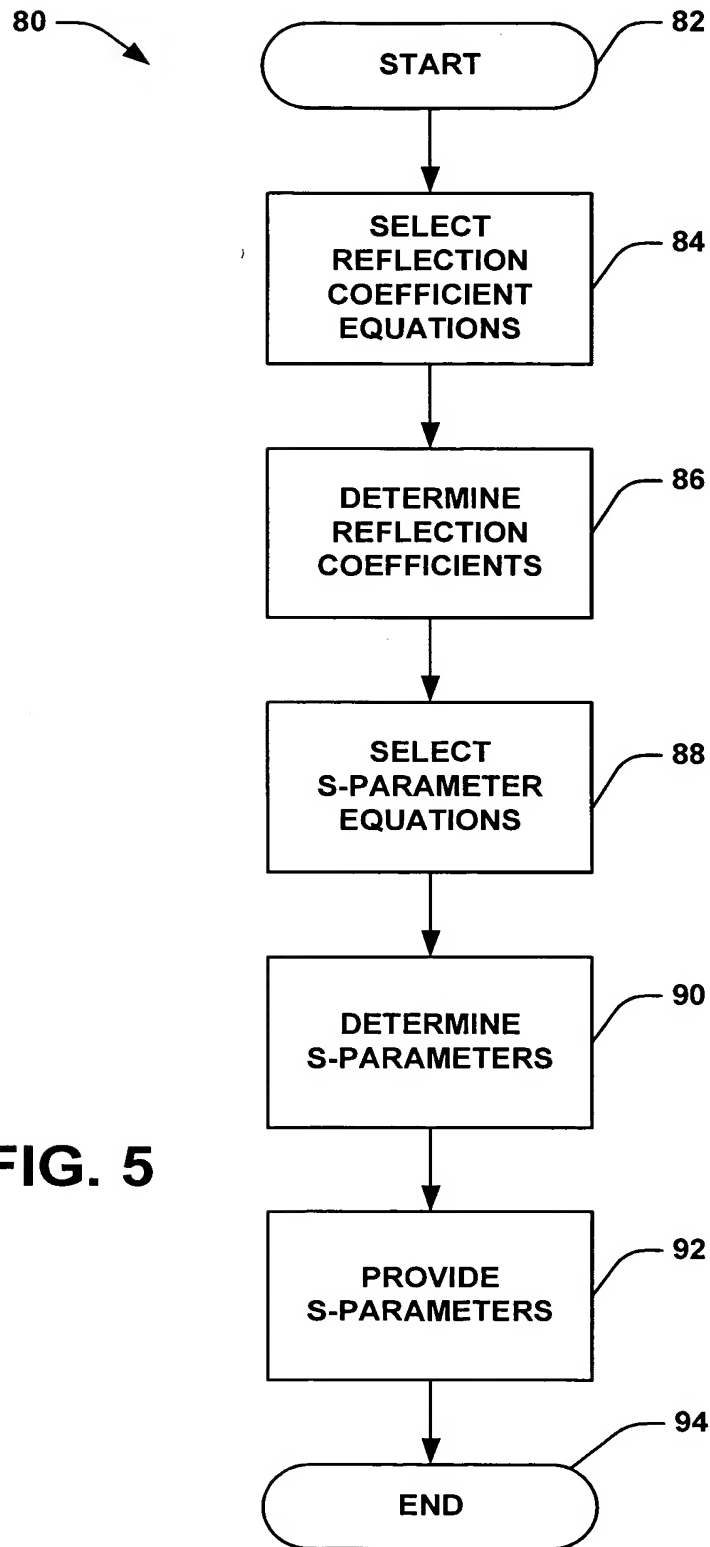 80
START
82
SELECT
REFLECTION
COEFFICIENT
EQUATIONS
84
DETERMINE
REFLECTION
COEFFICIENTS
86
SELECT
S-PARAMETER
EQUATIONS
88
DETERMINE
S-PARAMETERS
90
FIG. 5
PROVIDE
S-PARAMETERS
92
END
94